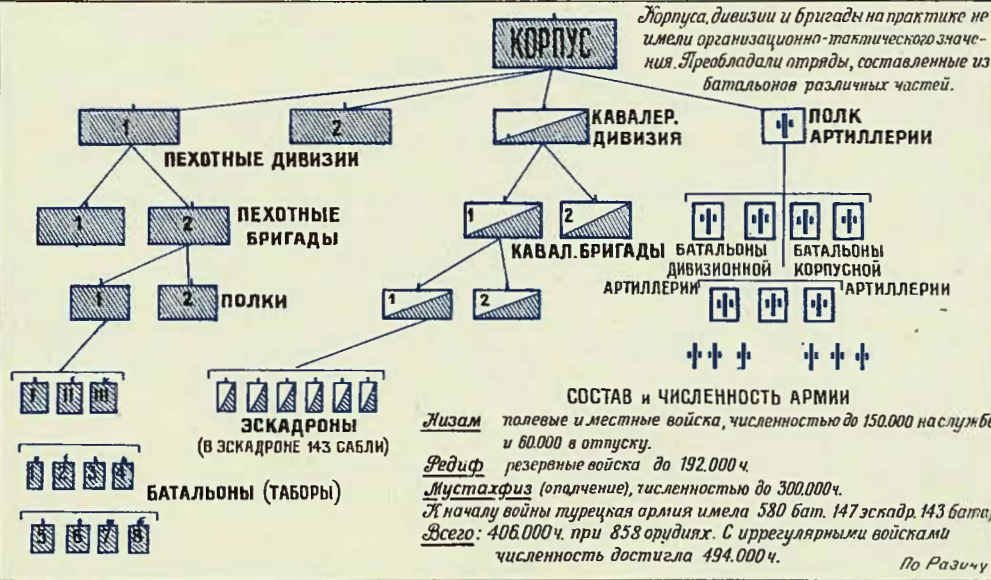 КОРПУС
Корпуса, дивизии и бригады на практике не
имели организационно-тактического значе-
ния. Преобладали отряды, составленные из
батальонов различных частей.
1
2
ПЕХОТНЫЕ ДИВИЗИИ
КАВАЛЕР.
ДИВИЗИЯ
ПОЛК
АРТИЛЛЕРИИ
1
2
ПЕХОТНЫЕ
БРИГАДЫ
1
2
КАВАЛ. БРИГАДЫ
БАТАЛЬОНЫ
ДИВИЗИОННОЙ
АРТИЛЛЕРИИ
БАТАЛЬОНЫ
КОРПУСНОЙ
АРТИЛЛЕРИИ
1
2
ПОЛКИ
1
2
I II III
ЭСКАДРОНЫ
(В ЭСКАДРОНЕ 143 САБЛИ)
2 3 4
БАТАЛЬОНЫ (ТАБОРЫ)
5 6 7 8
СОСТАВ и ЧИСЛЕННОСТЬ АРМИИ
Низам полевые и местные войска, численностью до 150.000 на службе
и 60.000 в отпуску.
Редиф резервные войска до 192.000 ч.
Мустахфиз (ополчение), численностью до 300.000 ч.
К началу войны турецкая армия имела 580 бат. 147 эскадр. 143 бата
Всего: 406.000 ч. при 858 орудиях. С иррегулярными войсками
численность достигла 494.000 ч.
По Разичу